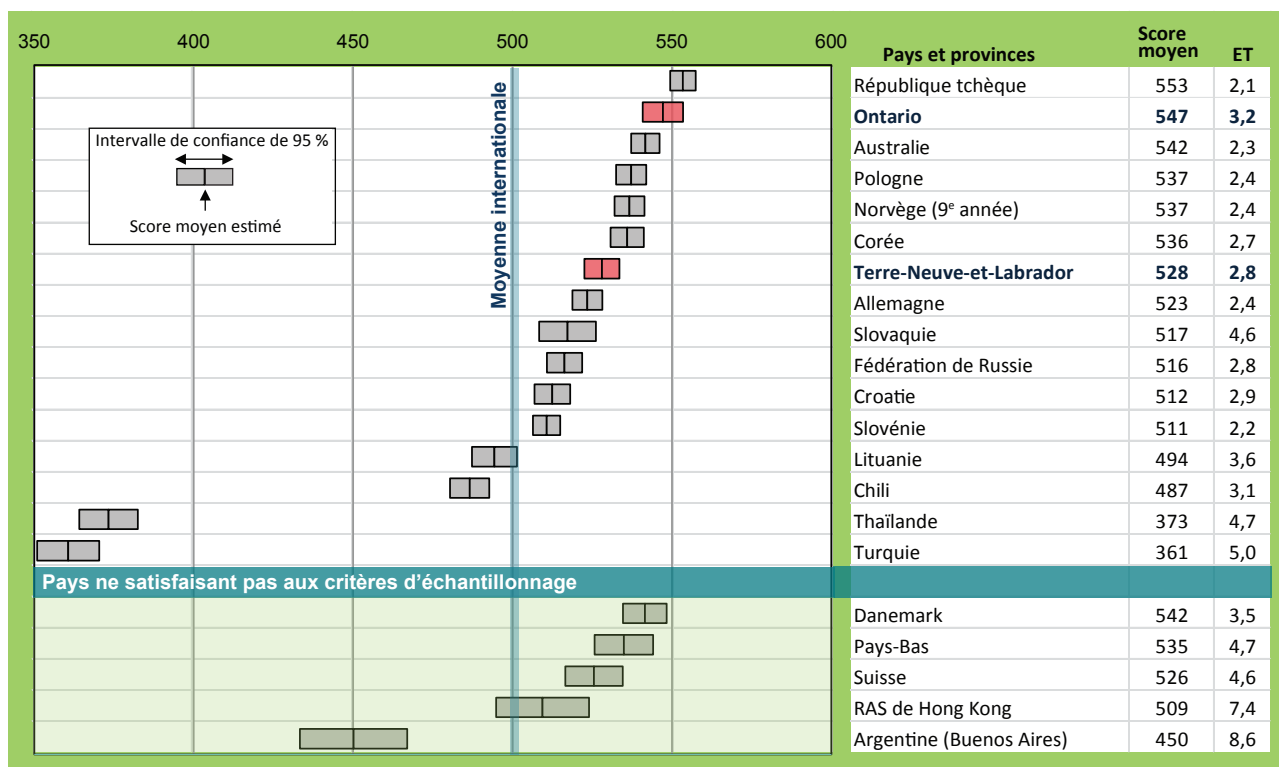 350 400 450 500 550 600
Pays et provinces Score moyen ET
Moyenne internationale
Intervalle de confiance de 95 %
Score moyen estimé
République tchèque 553 2,1
Ontario 547 3,2
Australie 542 2,3
Pologne 537 2,4
Norvège (9e année) 537 2,4
Corée 536 2,7
Terre-Neuve-et-Labrador 528 2,8
Allemagne 523 2,4
Slovaquie 517 4,6
Fédération de Russie 516 2,8
Croatie 512 2,9
Slovénie 511 2,2
Lituanie 494 3,6
Chili 487 3,1
Thaïlande 373 4,7
Turquie 361 5,0
Pays ne satisfaisant pas aux critères d'échantillonnage
Danemark 542 3,5
Pays-Bas 535 4,7
Suisse 526 4,6
RAS de Hong Kong 509 7,4
Argentine (Buenos Aires) 450 8,6